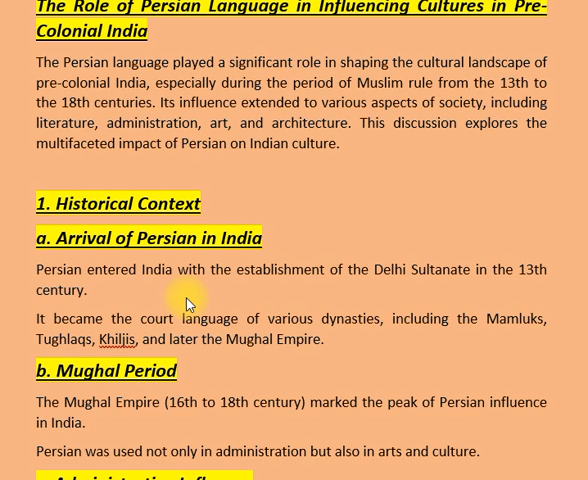 The Role of Persian Language in Influencing Cultures in Pre-
Colonial India
The Persian language played a significant role in shaping the cultural landscape of
pre-colonial India, especially during the period of Muslim rule from the 13th to
the 18th centuries. Its influence extended to various aspects of society, including
literature, administration, art, and architecture. This discussion explores the
multifaceted impact of Persian on Indian culture.
1. Historical Context
a. Arrival of Persian in India
Persian entered India with the establishment of the Delhi Sultanate in the 13th
century.
It became the court language of various dynasties, including the Mamluks,
Tughlaqs, Khiljis, and later the Mughal Empire.
b. Mughal Period
The Mughal Empire (16th to 18th century) marked the peak of Persian influence
in India.
Persian was used not only in administration but also in arts and culture.